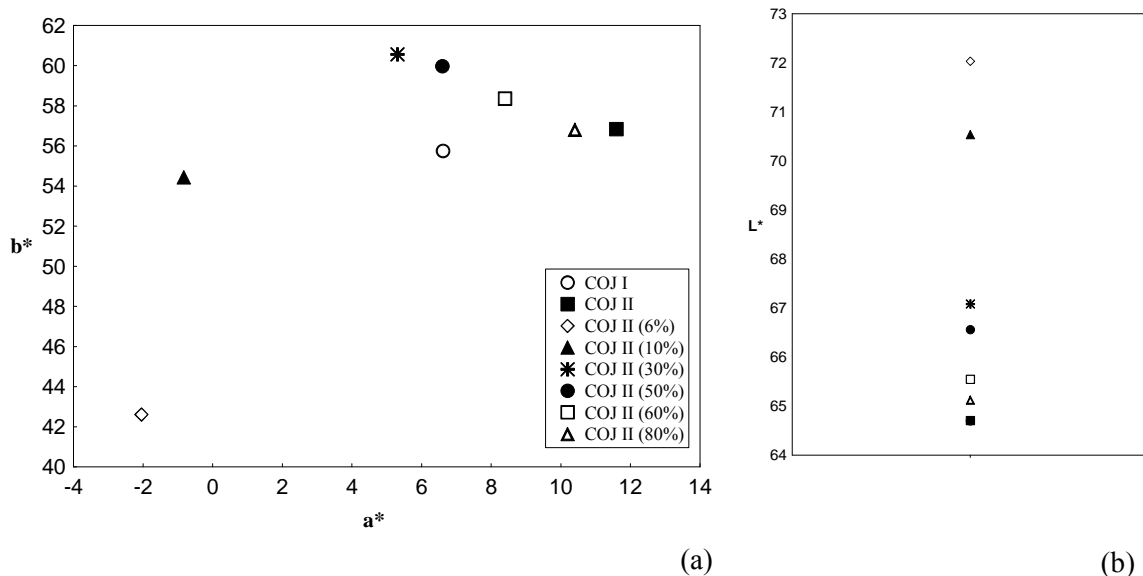 62
60
58
56
54
52
50
48
46
44
42
40
b*
-4 -2 0 2 4 6 8 10 12 14
a*
COJ I
COJ II
COJ II (6%)
COJ II (10%)
COJ II (30%)
COJ II (50%)
COJ II (60%)
COJ II (80%)
(a)
73
72
71
70
69
68
67
66
65
64
L*
(b)